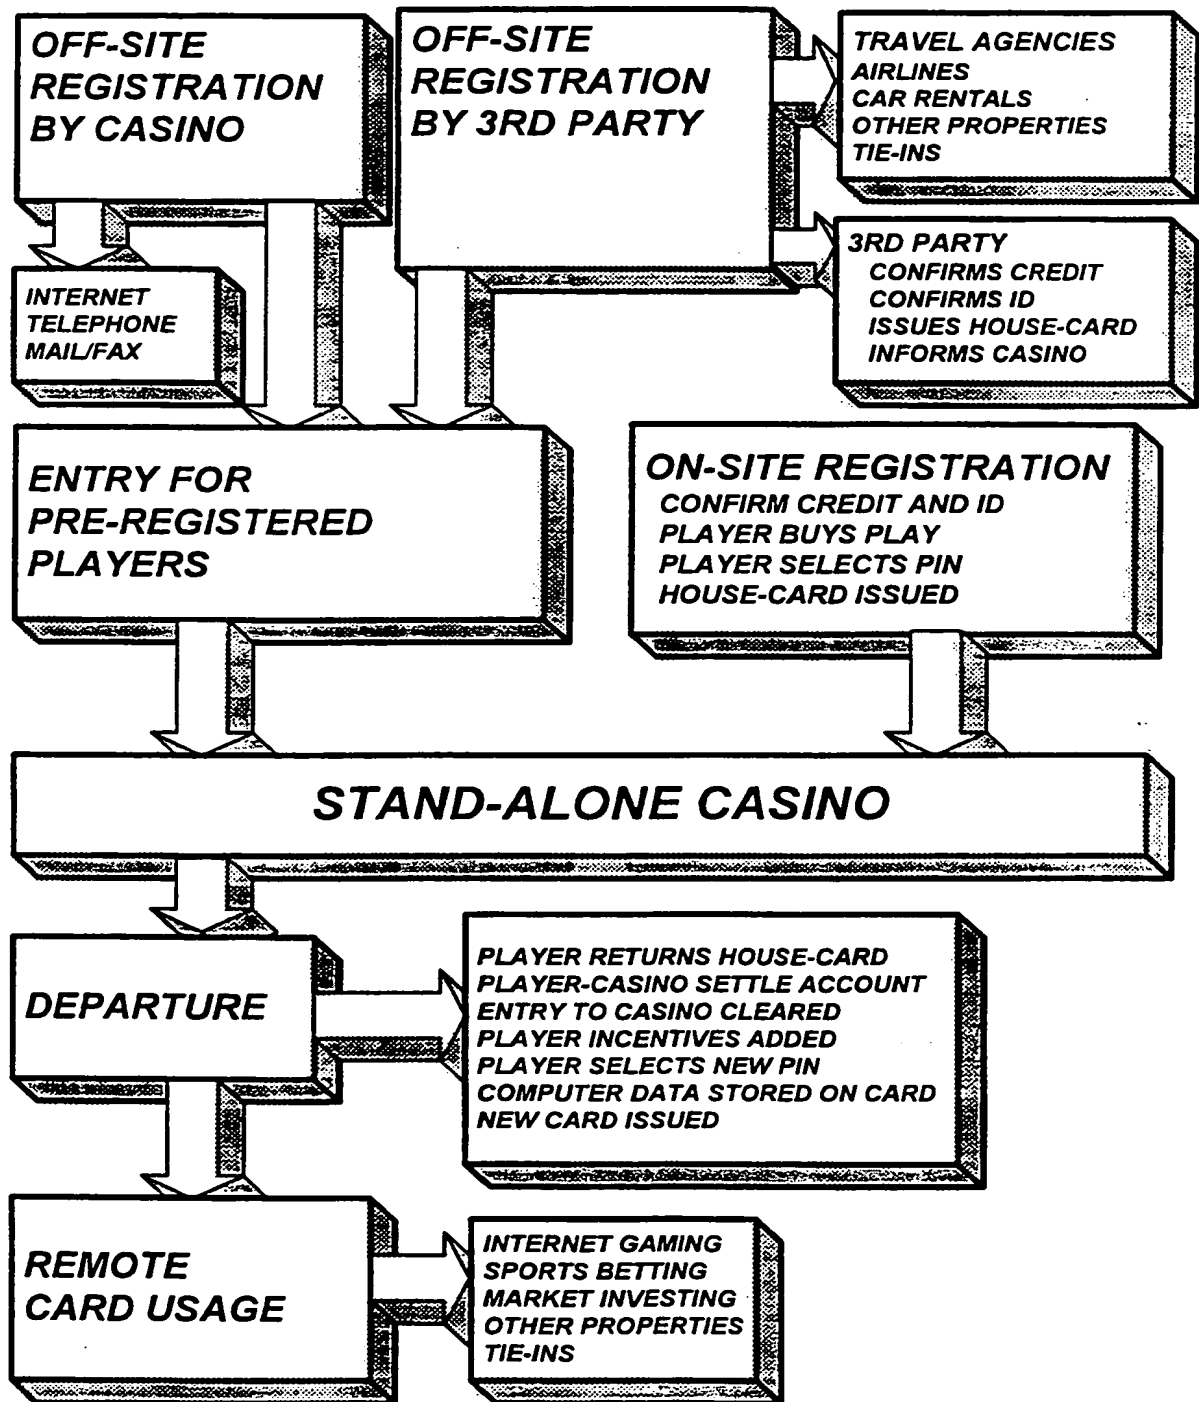 OFF-SITE
REGISTRATION
BY CASINO
OFF-SITE
REGISTRATION
BY 3RD PARTY
TRAVEL AGENCIES
AIRLINES
CAR RENTALS
OTHER PROPERTIES
TIE-INS
3RD PARTY
CONFIRMS CREDIT
CONFIRMS ID
ISSUES HOUSE-CARD
INFORMS CASINO
INTERNET
TELEPHONE
MAIL/FAX
ENTRY FOR
PRE-REGISTERED
PLAYERS
ON-SITE REGISTRATION
CONFIRM CREDIT AND ID
PLAYER BUYS PLAY
PLAYER SELECTS PIN
HOUSE-CARD ISSUED
STAND-ALONE CASINO
DEPARTURE
PLAYER RETURNS HOUSE-CARD
PLAYER-CASINO SETTLE ACCOUNT
ENTRY TO CASINO CLEARED
PLAYER INCENTIVES ADDED
PLAYER SELECTS NEW PIN
COMPUTER DATA STORED ON CARD
NEW CARD ISSUED
REMOTE
CARD USAGE
INTERNET GAMING
SPORTS BETTING
MARKET INVESTING
OTHER PROPERTIES
TIE-INS